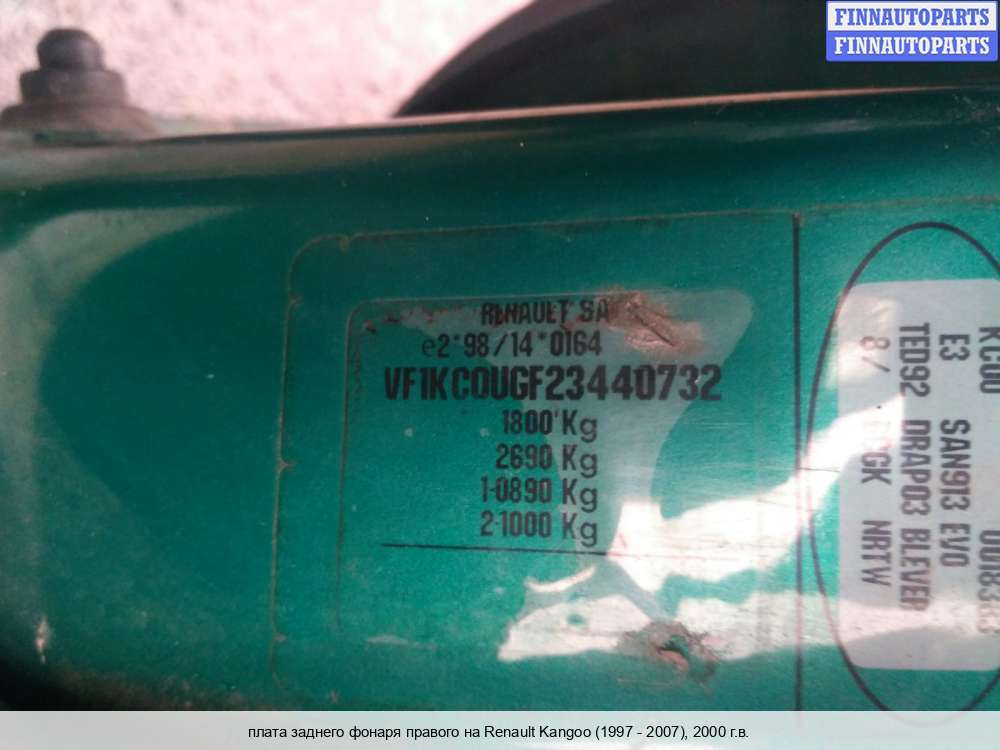 FINNAUTOPARTS
FINNAUTOPARTS
RENAULT SA
e2*98/14*0164
VF1KC0UGF23440732
1800 Kg
2690 Kg
1-0890 Kg
2-1000 Kg
KC00
E3 SAN913 EVO
TED92 DRAP03 BLEVER
NRTW
плата заднего фонаря правого на Renault Kangoo (1997 - 2007), 2000 г.в.